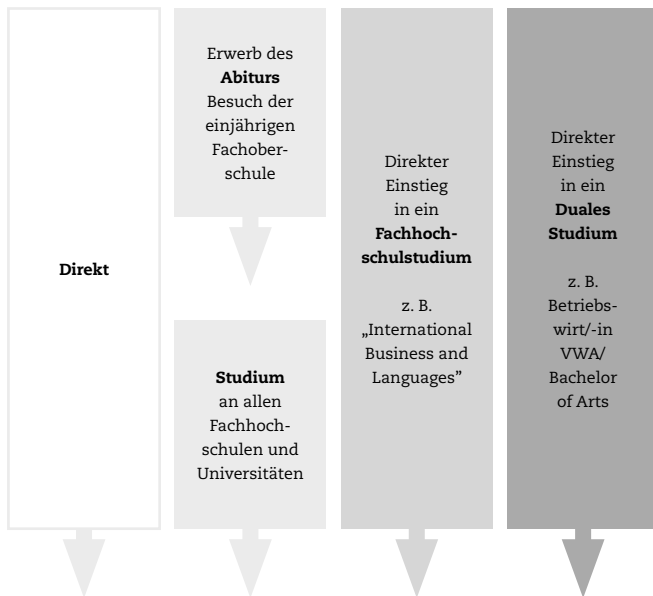 Direkt
Erwerb des
Abiturs
Besuch der
einjährigen
Fachober-
schule
Studium
an allen
Fachhoch-
schulen und
Universitäten
Direkter
Einstieg
in ein
Fachhoch-
schulstudium
z. B.
„International
Business and
Languages”
Direkter
Einstieg
in ein
Duales
Studium
z. B.
Betriebs-
wirt/-in
VWA/
Bachelor
of Arts